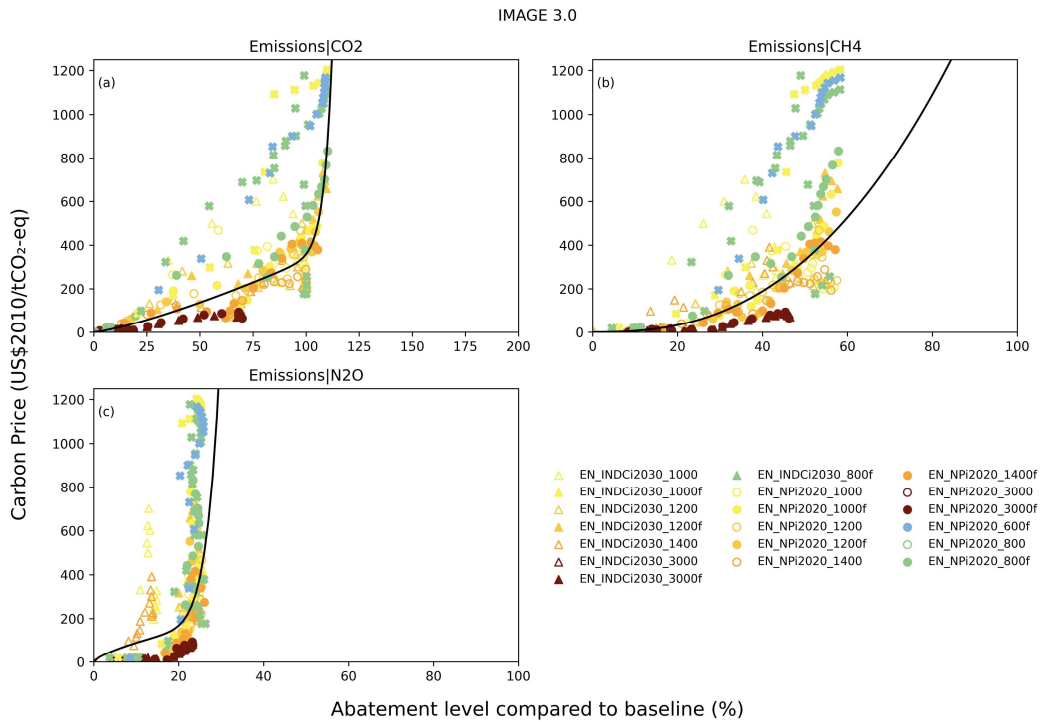 IMAGE 3.0
Emissions|CO2
Emissions|CH4
(a)
(b)
1200
1000
800
600
400
200
0
1200
1000
800
600
400
200
0
0 25 50 75 100 125 150 175 200
0 20 40 60 80 100
Emissions|N2O
(c)
1200
1000
800
600
400
200
0
0 20 40 60 80 100
Carbon Price (US$2010/tCO₂-eq)
EN_INDCi2030_1000
EN_INDCi2030_1000f
EN_INDCi2030_1200
EN_INDCi2030_1200f
EN_INDCi2030_1400
EN_INDCi2030_3000
EN_INDCi2030_3000f
EN_INDCi2030_800f
EN_NPi2020_1000
EN_NPi2020_1000f
EN_NPi2020_1200
EN_NPi2020_1200f
EN_NPi2020_1400
EN_NPi2020_1400f
EN_NPi2020_3000
EN_NPi2020_3000f
EN_NPi2020_600f
EN_NPi2020_800
EN_NPi2020_800f
Abatement level compared to baseline (%)